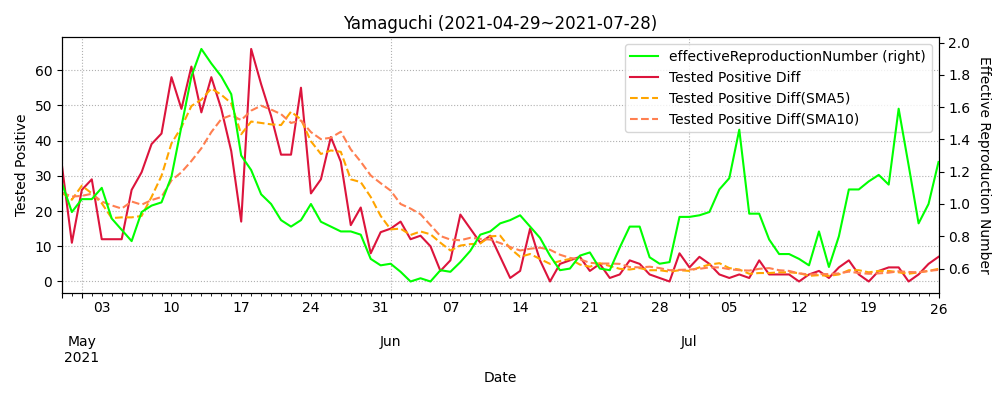 Yamaguchi (2021-04-29~2021-07-28)
effectiveReproductionNumber (right)
Tested Positive Diff
Tested Positive Diff(SMA5)
Tested Positive Diff(SMA10)
Tested Positive
60
50
40
30
20
10
0
Effective Reproduction Number
2.0
1.8
1.6
1.4
1.2
1.0
0.8
0.6
03 10 17 24 31 07 14 21 28 05 12 19 26
May Jun Jul
2021
Date